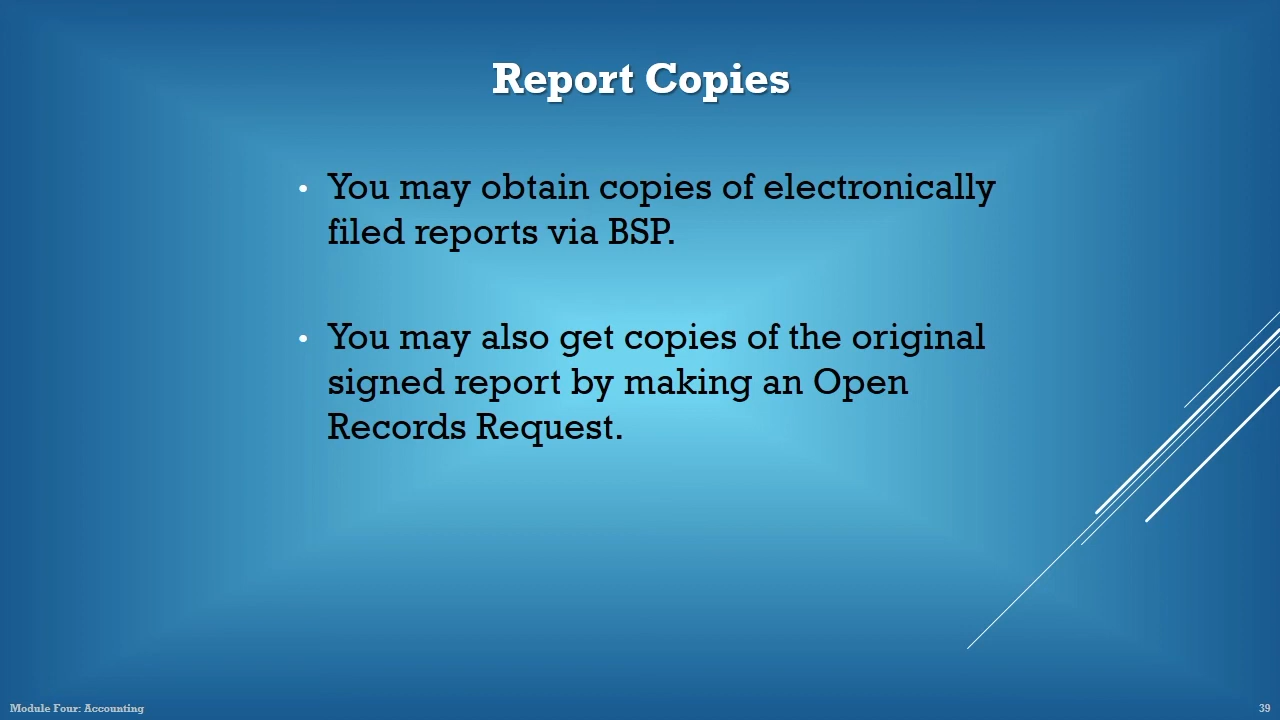 Report Copies
• You may obtain copies of electronically
filed reports via BSP.
• You may also get copies of the original
signed report by making an Open
Records Request.
Module Four: Accounting
39